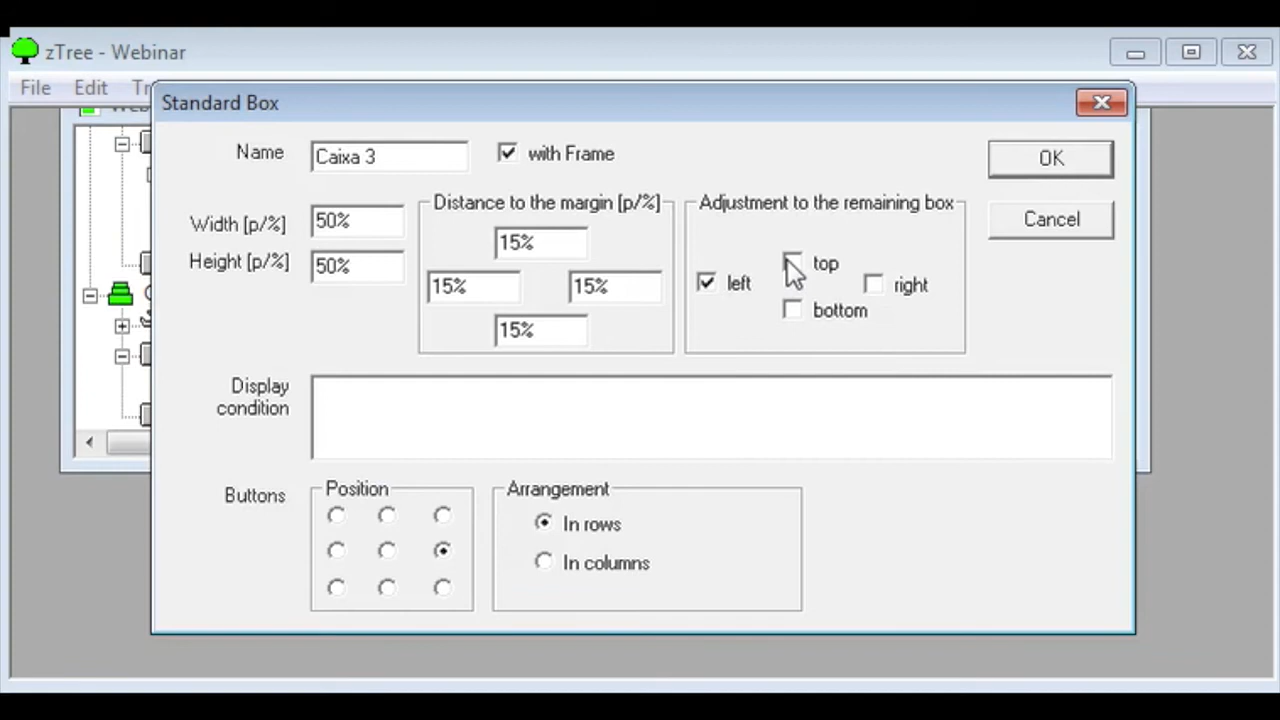 zTree - Webinar
File Edit
Standard Box
Name Caixa 3 with Frame OK
Width [p/%] 50% Distance to the margin [p/%] Adjustment to the remaining box Cancel
Height [p/%] 50% 15% top
15% 15% left right
15% bottom
Display
condition
Buttons Position Arrangement
In rows
In columns